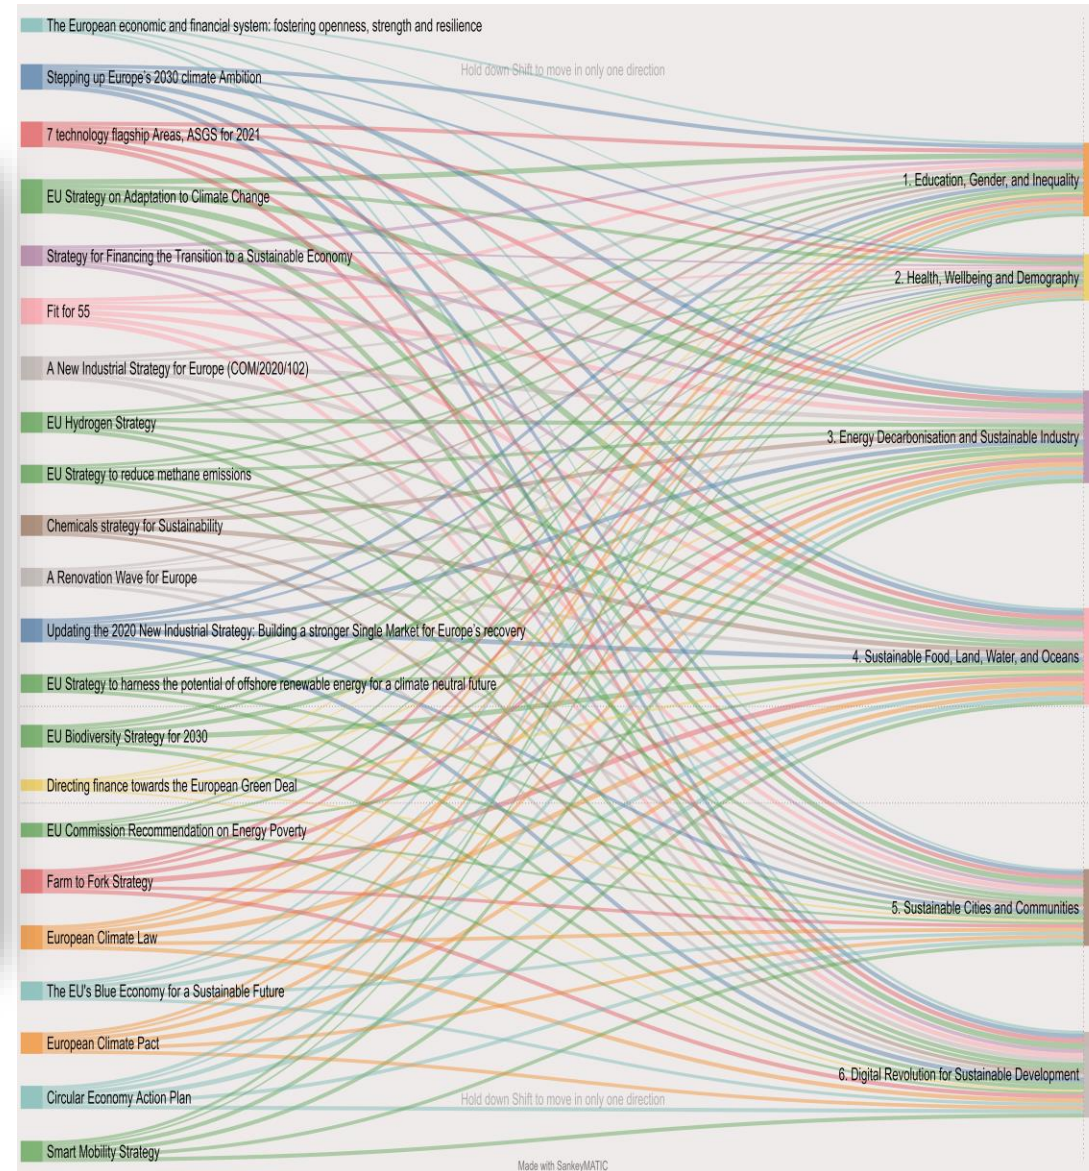 The European economic and financial system: fostering openness, strength and resilience
Hold down Shift to move in only one direction
Stepping up Europe's 2030 climate Ambition
7 technology flagship Areas, ASGS for 2021
EU Strategy on Adaptation to Climate Change
Strategy for Financing the Transition to a Sustainable Economy
Fit for 55
A New Industrial Strategy for Europe (COM/2020/102)
EU Hydrogen Strategy
EU Strategy to reduce methane emissions
Chemicals strategy for Sustainability
A Renovation Wave for Europe
Updating the 2020 New Industrial Strategy: Building a stronger Single Market for Europe's recovery
EU Strategy to harness the potential of offshore renewable energy for a climate neutral future
EU Biodiversity Strategy for 2030
Directing finance towards the European Green Deal
EU Commission Recommendation on Energy Poverty
Farm to Fork Strategy
European Climate Law
The EU's Blue Economy for a Sustainable Future
European Climate Pact
Circular Economy Action Plan
Smart Mobility Strategy
1. Education, Gender, and Inequality
2. Health, Wellbeing and Demography
3. Energy Decarbonisation and Sustainable Industry
4. Sustainable Food, Land, Water, and Oceans
5. Sustainable Cities and Communities
6. Digital Revolution for Sustainable Development
Hold down Shift to move in only one direction
Made with SankeyMATIC